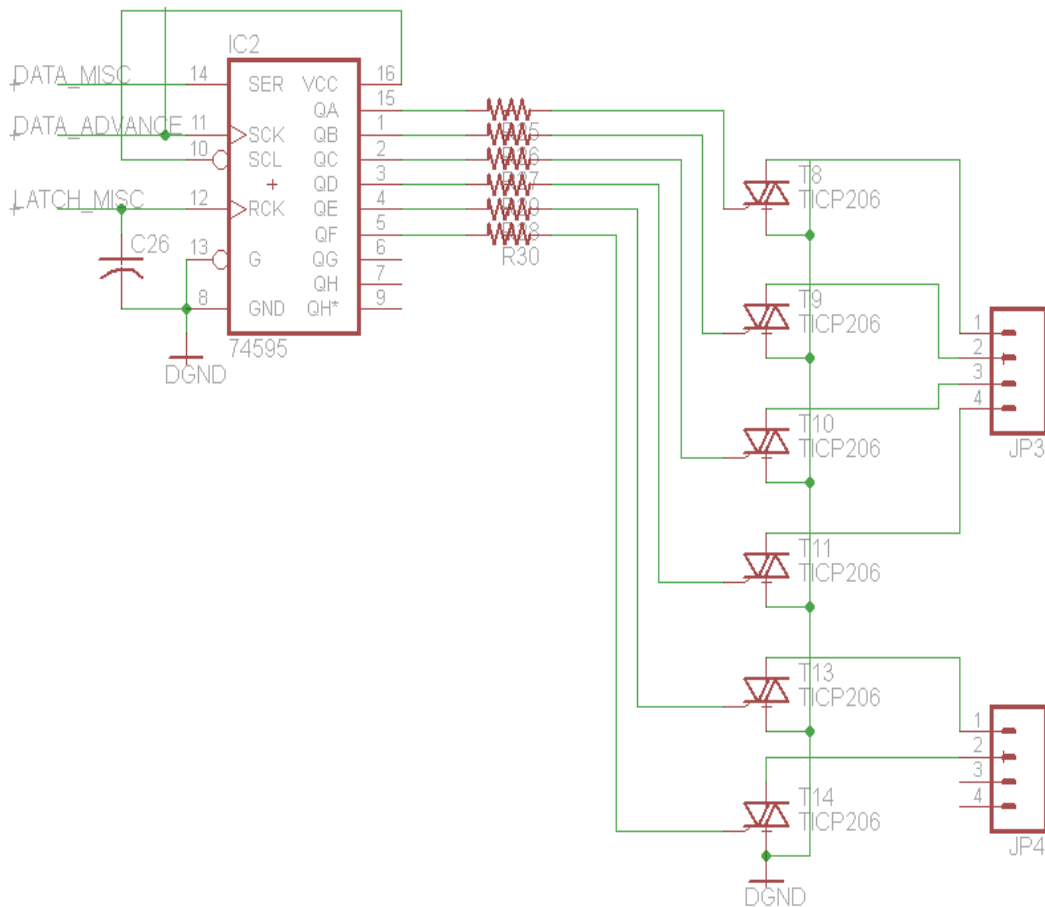 IC2
DATA_MISC 14 SER VCC 16
QA 15
DATA_ADVANCE 11 SCK QB 1
10 SCL QC 2
QD 3
LATCH_MISC 12 RCK QE 4
C26
QF 5
13 G QG 6
QH 7
8 GND QH* 9
74595
DGND
R30
T8
TICP206
T9
TICP206
T10
TICP206
T11
TICP206
T13
TICP206
T14
TICP206
DGND
1
2
3
4
JP3
1
2
3
4
JP4